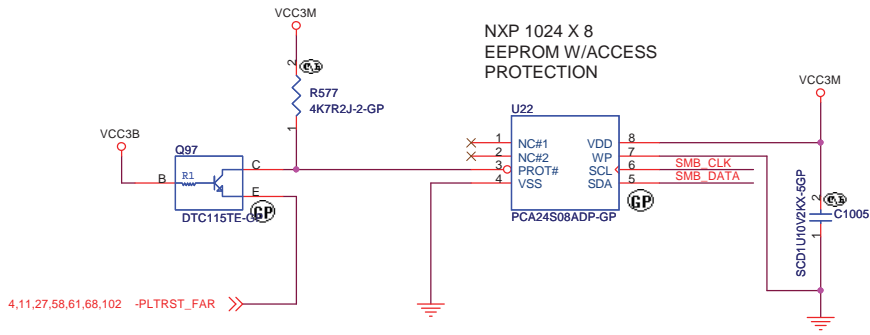 VCC3M
NXP 1024 X 8
EEPROM W/ACCESS
PROTECTION
2
R577
4K7R2J-2-GP
1
VCC3M
VCC3B
Q97
B
R1
C
E
DTC115TE-GP
GP
U22
1 NC#1 VDD 8
2 NC#2 WP 7
3 PROT# SCL 6 SMB_CLK
4 VSS SDA 5 SMB_DATA
PCA24S08ADP-GP
GP
2
C1005
1
SCD1U10V2KX-5GP
4,11,27,58,61,68,102 -PLTRST_FAR